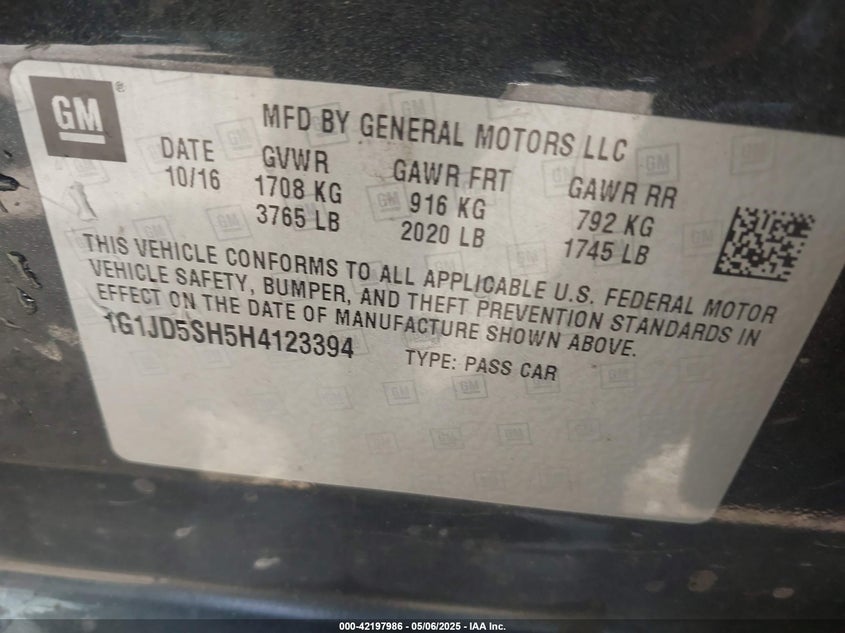 GM®
MFD BY GENERAL MOTORS LLC
DATE GVWR GAWR FRT GAWR RR
10/16 1708 KG 916 KG 792 KG
3765 LB 2020 LB 1745 LB
THIS VEHICLE CONFORMS TO ALL APPLICABLE U.S. FEDERAL MOTOR
VEHICLE SAFETY, BUMPER, AND THEFT PREVENTION STANDARDS IN
EFFECT ON THE DATE OF MANUFACTURE SHOWN ABOVE.
1G1JD5SH5H4123394 TYPE: PASS CAR
000-42197986 - 05/06/2025 - IAA Inc.